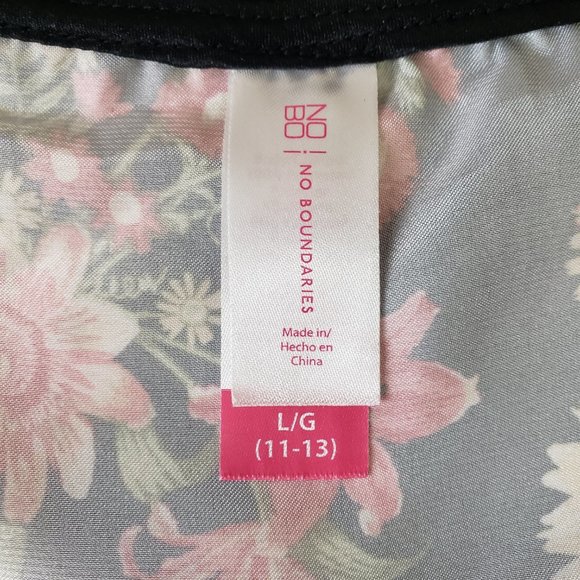 NO
BO
NO BOUNDARIES
Made in/
Hecho en
China
L/G
(11-13)